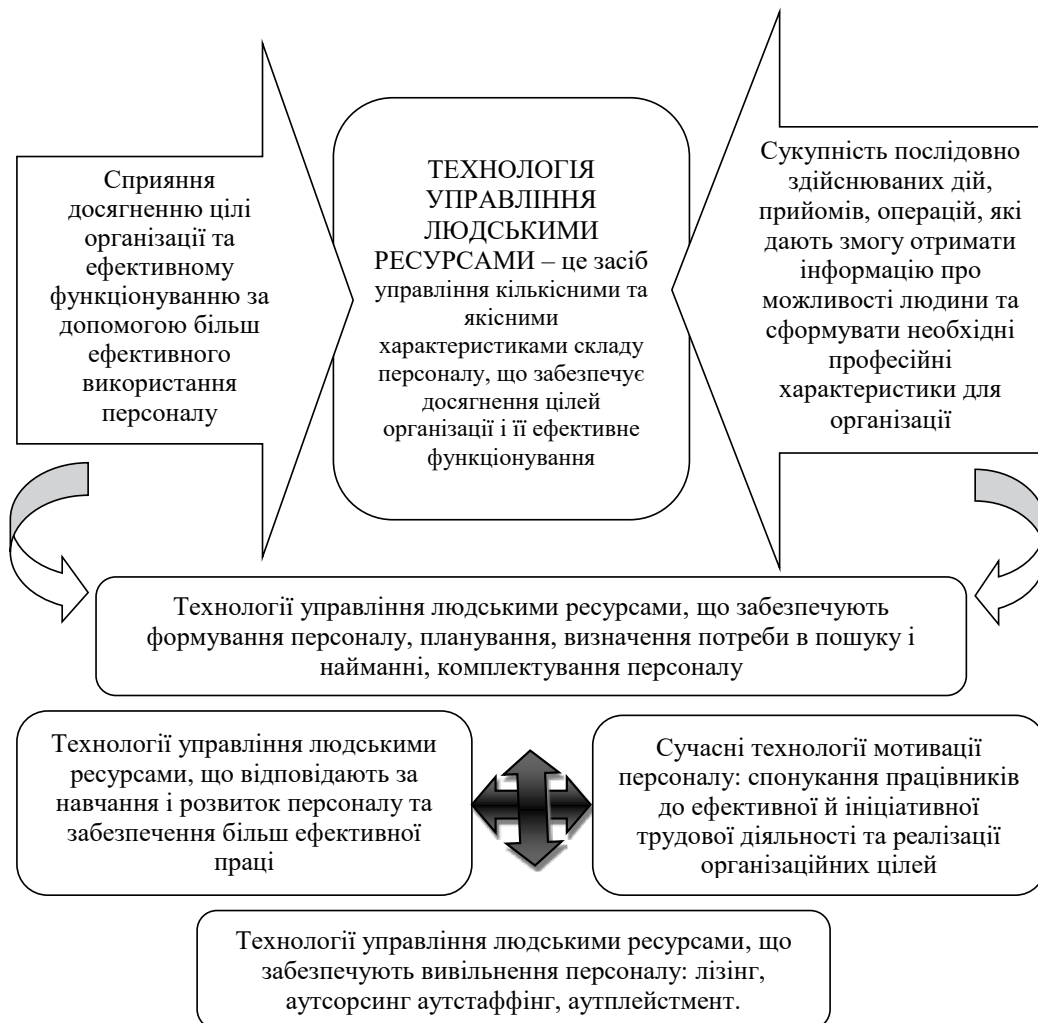 Сприяння
досягненню цілі
організації та
ефективному
функціонуванню за
допомогою більш
ефективного
використання
персоналу
ТЕХНОЛОГІЯ
УПРАВЛІННЯ
ЛЮДСЬКИМИ
РЕСУРСАМИ – це засіб
управління кількісними та
якісними
характеристиками складу
персоналу, що забезпечує
досягнення цілей
організації і її ефективне
функціонування
Сукупність послідовно
здійснюваних дій,
прийомів, операцій, які
дають змогу отримати
інформацію про
можливості людини та
сформувати необхідні
професійні
характеристики для
організації
Технології управління людськими ресурсами, що забезпечують
формування персоналу, планування, визначення потреби в пошуку і
найманні, комплектування персоналу
Технології управління людськими
ресурсами, що відповідають за
навчання і розвиток персоналу та
забезпечення більш ефективної
праці
Сучасні технології мотивації
персоналу: спонукання працівників
до ефективної й ініціативної
трудової діяльності та реалізації
організаційних цілей
Технології управління людськими ресурсами, що
забезпечують вивільнення персоналу: лізінг,
аутсорсинг аутстаффінг, аутплейстмент.